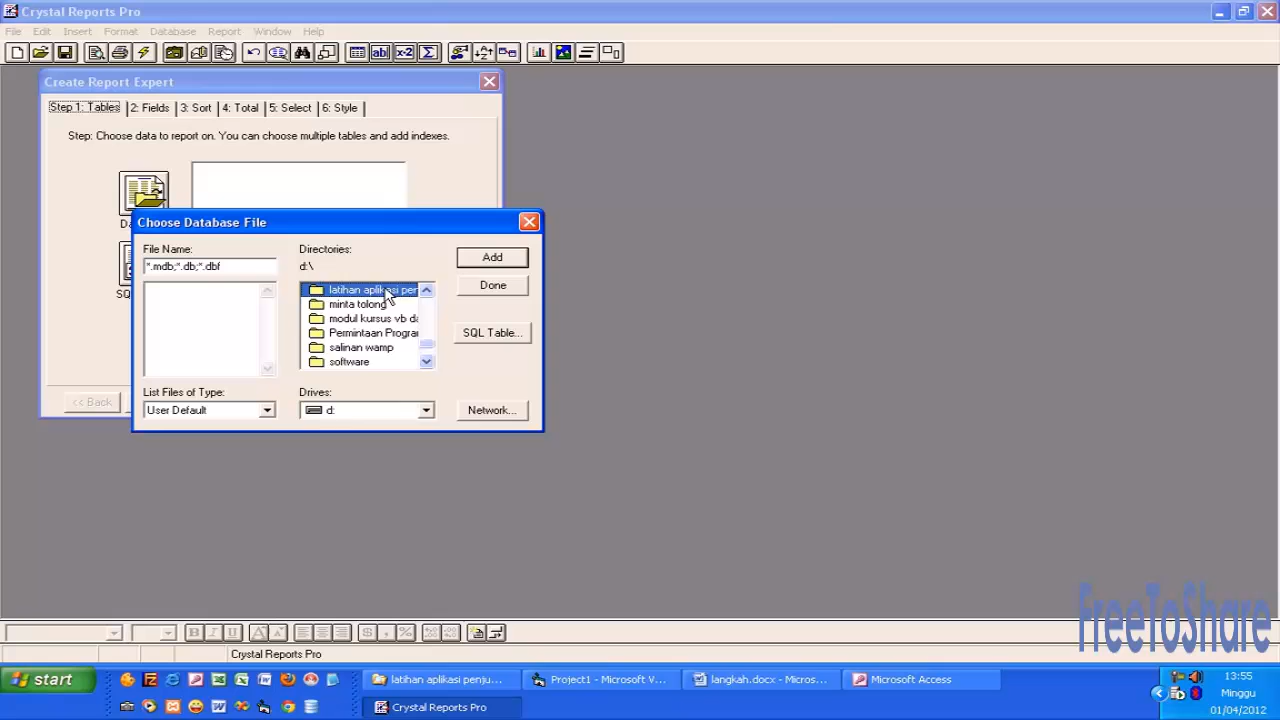 Crystal Reports Pro
File Edit Insert Format Database Report Window Help
Create Report Expert
Step 1: Tables 2: Fields 3: Sort 4: Total 5: Select 6: Style
Step: Choose data to report on. You can choose multiple tables and add indexes.
Da
SQ
<< Back
Choose Database File
File Name:
*.mdb;*.db;*.dbf
Directories:
d:\
latihan aplikasi pen
minta tolong
modul kursus vb da
Permintaan Progra
salinan wamp
software
Add
Done
SQL Table...
List Files of Type:
User Default
Drives:
d:
Network...
FreeToShare
B I U
Crystal Reports Pro
start
latihan aplikasi penju...
Project1 - Microsoft V...
langkah.docx - Micros...
Microsoft Access
Crystal Reports Pro
13:55
Minggu
01/04/2012